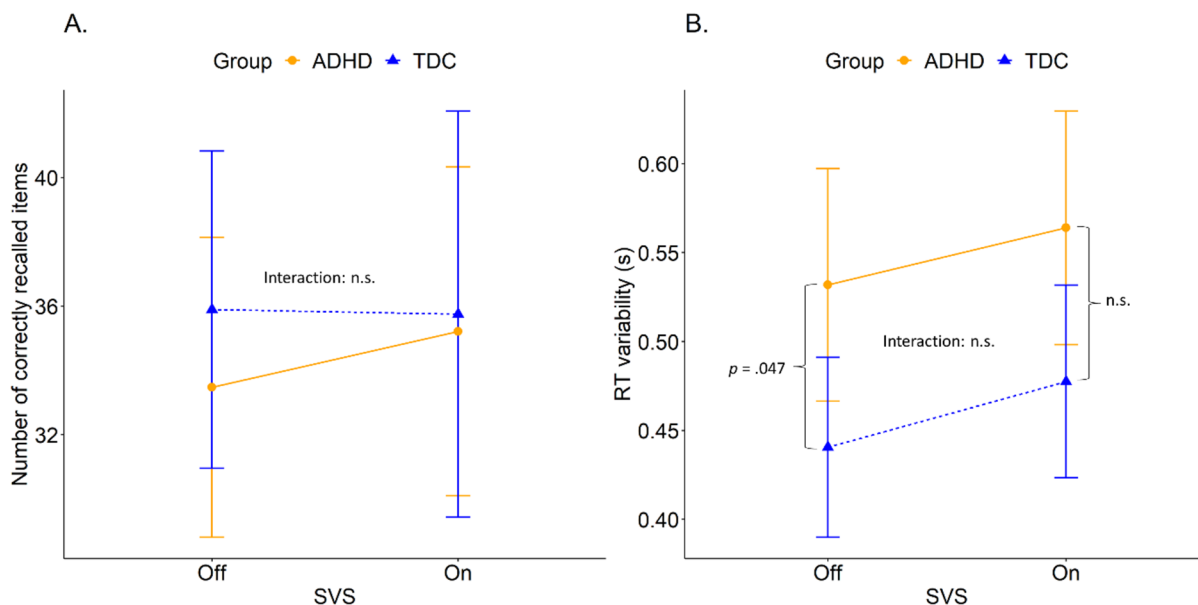 A.
Group ADHD TDC
Number of correctly recalled items
40
36
32
Interaction: n.s.
Off On
SVS
B.
Group ADHD TDC
RT variability (s)
0.60
0.55
0.50
0.45
0.40
p = .047
Interaction: n.s.
n.s.
Off On
SVS